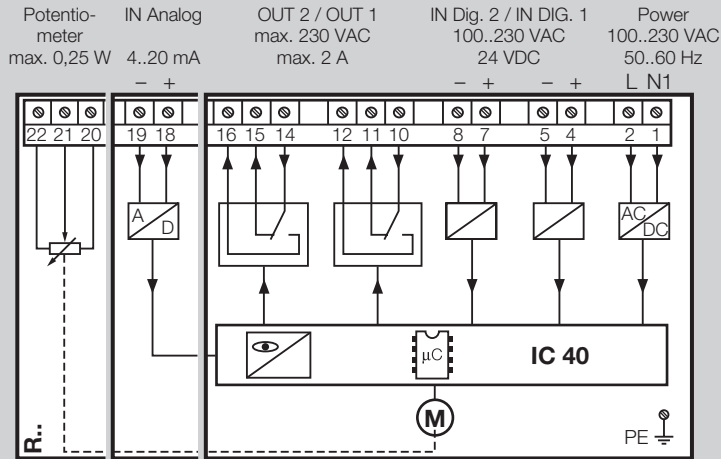 Potentio-
meter
max. 0,25 W
IN Analog
4..20 mA
– +
OUT 2 / OUT 1
max. 230 VAC
max. 2 A
IN Dig. 2 / IN DIG. 1
100..230 VAC
24 VDC
– + – +
Power
100..230 VAC
50..60 Hz
L N1
22 21 20 19 18 16 15 14 12 11 10 8 7 5 4 2 1
A
D
AC
DC
µC
IC 40
M
R..
PE